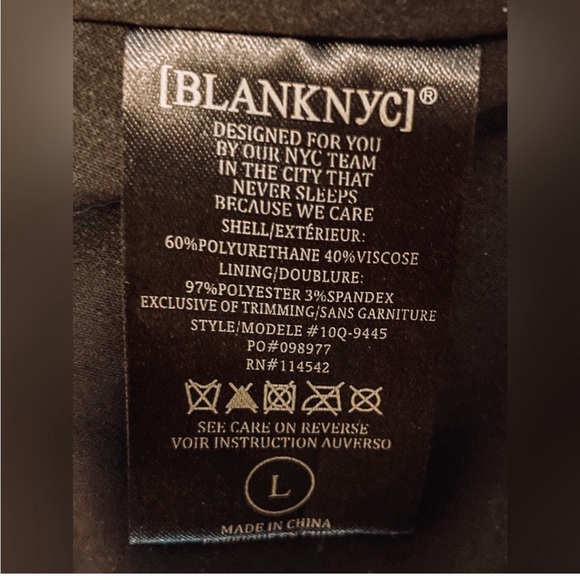 [BLANKNYC]®
DESIGNED FOR YOU
BY OUR NYC TEAM
IN THE CITY THAT
NEVER SLEEPS
BECAUSE WE CARE
SHELL/EXTÉRIEUR:
60%POLYURETHANE 40%VISCOSE
LINING/DOUBLURE:
97%POLYESTER 3%SPANDEX
EXCLUSIVE OF TRIMMING/SANS GARNITURE
STYLE/MODELE #10Q-9445
PO#098977
RN#114542
SEE CARE ON REVERSE
VOIR INSTRUCTION AUVERSO
L
MADE IN CHINA